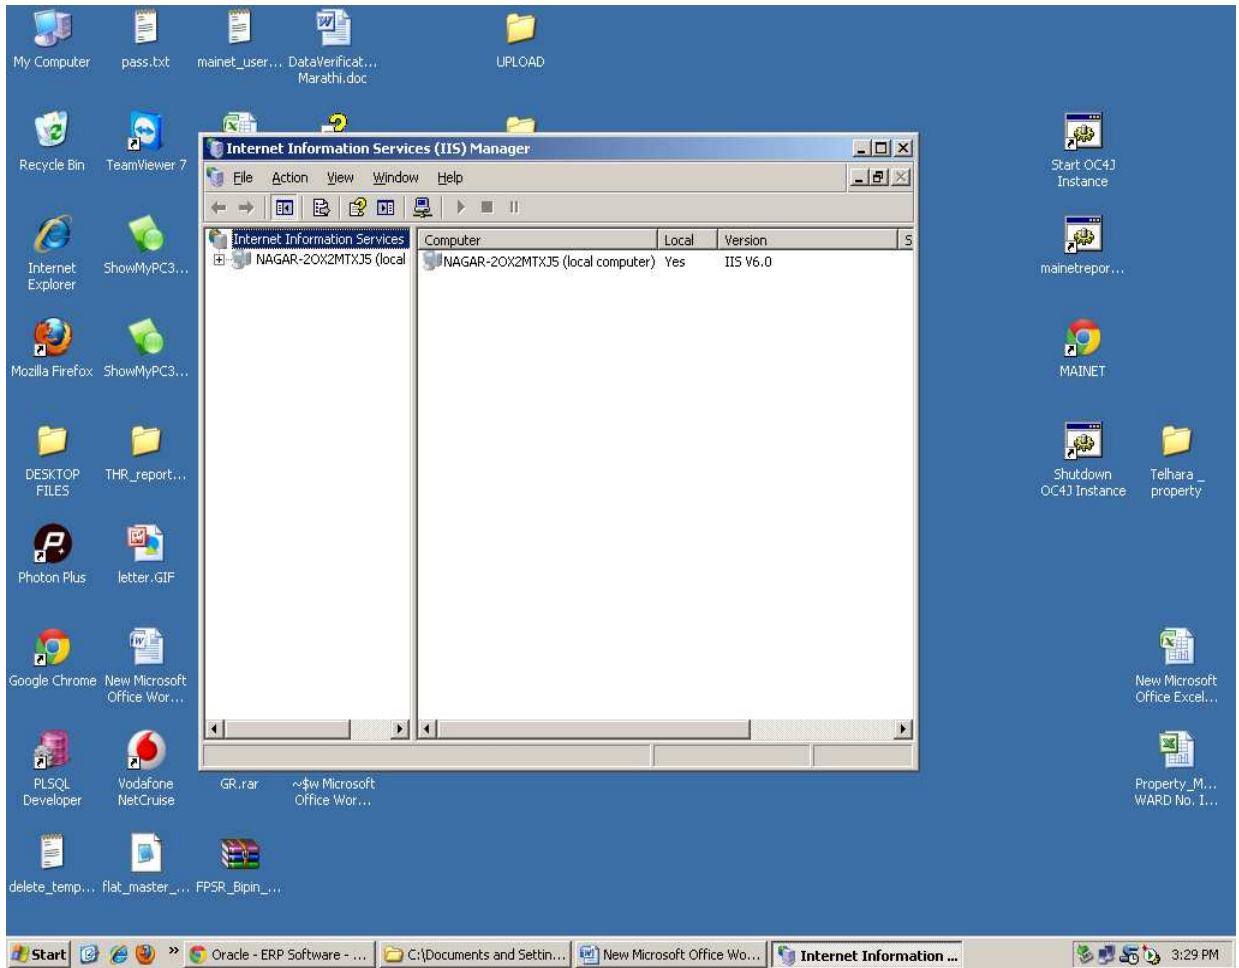 My Computer
pass.txt
mainet_user...
DataVerificat...
Marathi.doc
UPLOAD
Recycle Bin
TeamViewer 7
Internet Information Services (IIS) Manager
File Action View Window Help
Internet Information Services
NAGAR-2OX2MTXJ5 (local
Computer Local Version S
NAGAR-2OX2MTXJ5 (local computer) Yes IIS V6.0
Start OC4J
Instance
Internet
Explorer
ShowMyPC3...
mainetrepor...
Mozilla Firefox
ShowMyPC3...
MAINET
DESKTOP
FILES
THR_report...
Shutdown
OC4J Instance
Telhara _
property
Photon Plus
letter.GIF
Google Chrome
New Microsoft
Office Wor...
New Microsoft
Office Excel...
PLSQL
Developer
Vodafone
NetCruise
GR.rar
~$w Microsoft
Office Wor...
Property_M...
WARD No. I...
delete_temp...
flat_master_...
FPSR_Bipin_...
Start
Oracle - ERP Software - ...
C:\Documents and Settin...
New Microsoft Office Wo...
Internet Information ...
3:29 PM